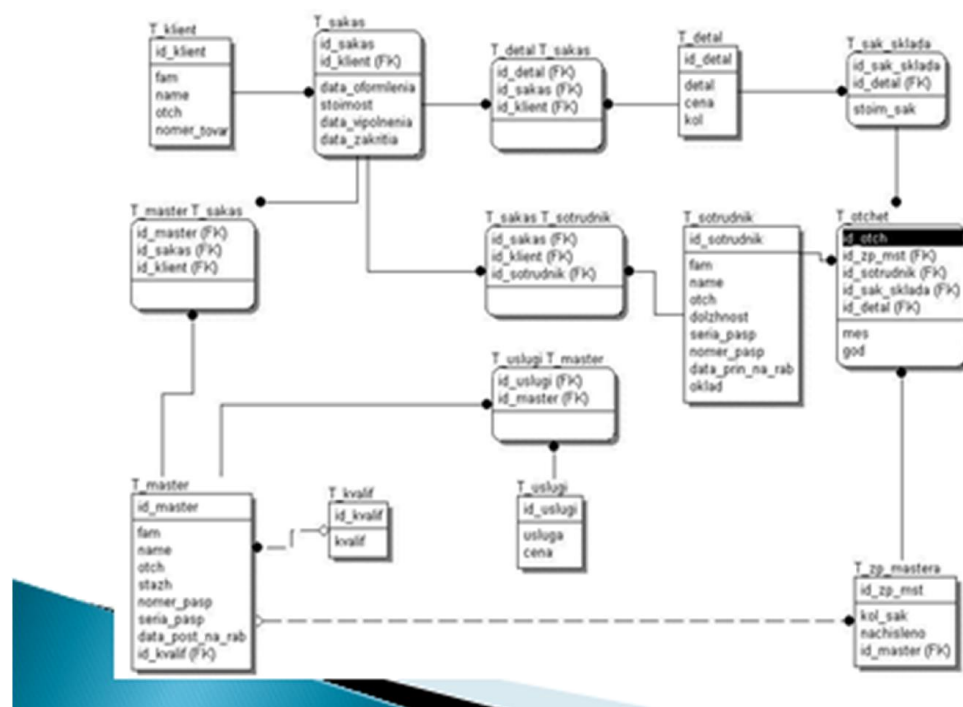 T_klient
id_klient
fam
name
otch
nomer_tovar
T_sakas
id_sakas
id_klient (FK)
data_oformlenia
stoimost
data_vipolnenia
data_zakritia
T_detal T_sakas
id_detal (FK)
id_sakas (FK)
id_klient (FK)
T_detal
id_detal
detal
cena
kol
T_sak_sklada
id_sak_sklada
id_detal (FK)
stoim_sak
T_master T_sakas
id_master (FK)
id_sakas (FK)
id_klient (FK)
T_sakas T_sotrudnik
id_sakas (FK)
id_klient (FK)
id_sotrudnik (FK)
T_sotrudnik
id_sotrudnik
fam
name
otch
dolzhnost
seria_pasp
nomer_pasp
data_prin_na_rab
oklad
T_otchet
id_otch
id_zp_mst (FK)
id_sotrudnik (FK)
id_sak_sklada (FK)
id_detal (FK)
mes
god
T_uslugi T_master
id_uslugi (FK)
id_master (FK)
T_master
id_master
fam
name
otch
stazh
nomer_pasp
seria_pasp
data_post_na_rab
id_kvalif (FK)
T_kvalif
id_kvalif
kvalif
T_uslugi
id_uslugi
usluga
cena
T_zp_mastera
id_zp_mst
kol_sak
nachisleno
id_master (FK)